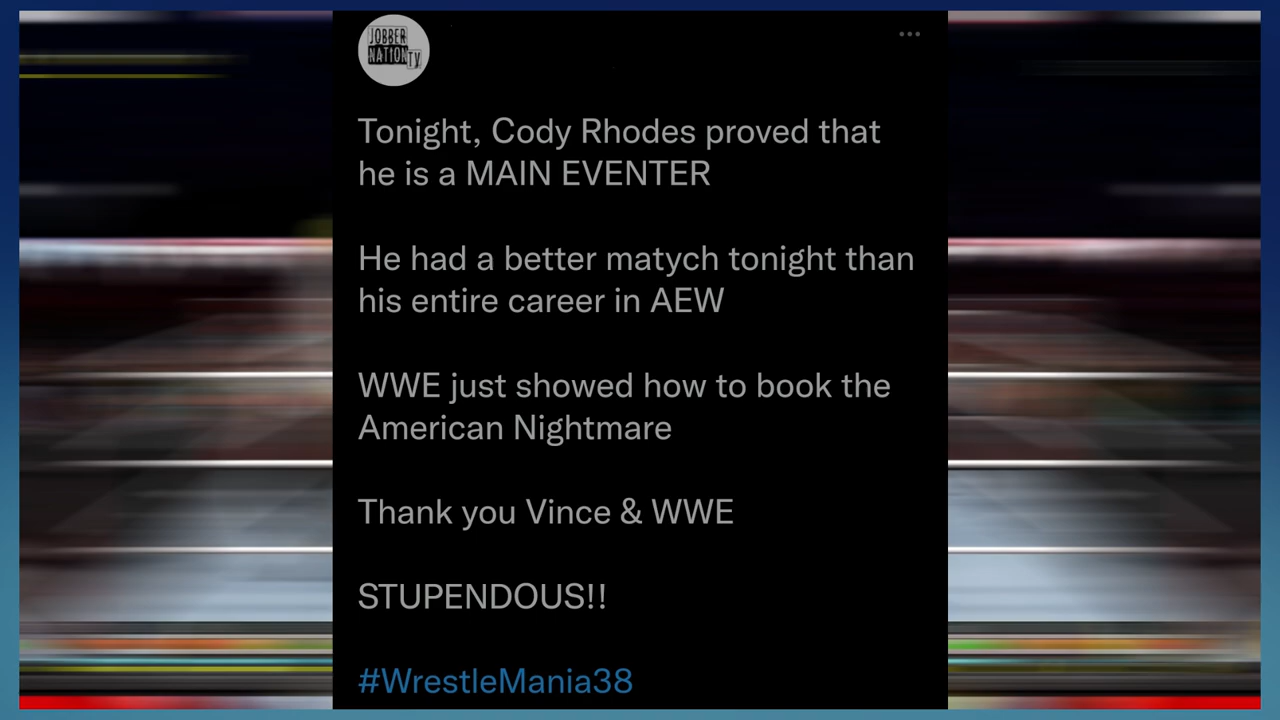 JOBBER
NATION TV
Tonight, Cody Rhodes proved that
he is a MAIN EVENTER
He had a better matych tonight than
his entire career in AEW
WWE just showed how to book the
American Nightmare
Thank you Vince & WWE
STUPENDOUS!!
#WrestleMania38